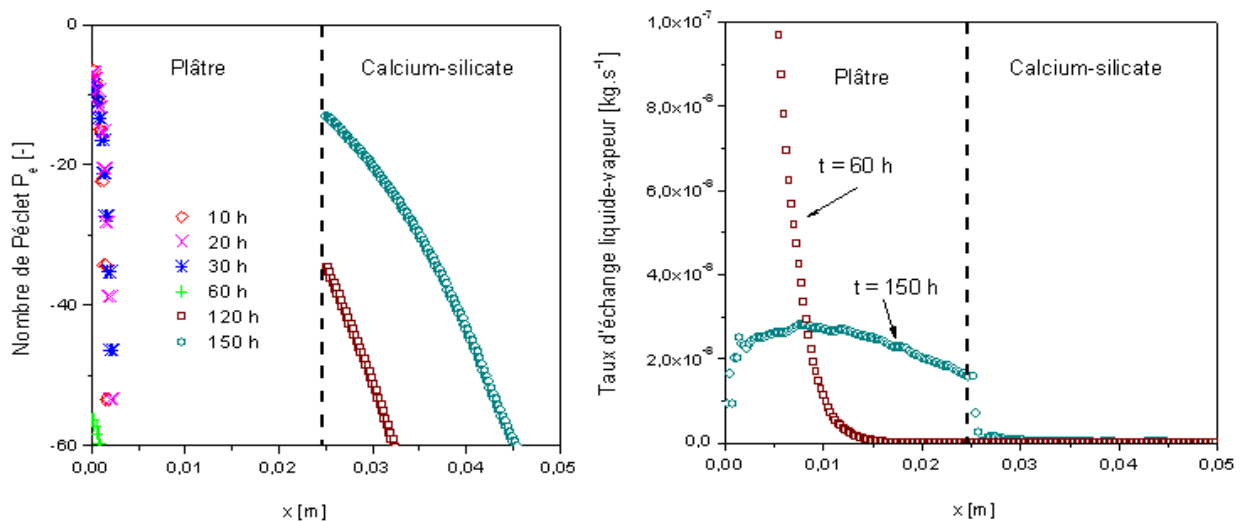 Nombre de Péclet Pe [-]
0
-20
-40
-60
Plâtre
Calcium-silicate
10 h
20 h
30 h
60 h
120 h
150 h
0,00
0,01
0,02
0,03
0,04
0,05
x [m]
Taux d'échange liquide-vapeur [kg.s⁻¹]
1,0x10⁻⁷
8,0x10⁻⁸
6,0x10⁻⁸
4,0x10⁻⁸
2,0x10⁻⁸
0,0
Plâtre
Calcium-silicate
t = 60 h
t = 150 h
0,00
0,01
0,02
0,03
0,04
0,05
x [m]